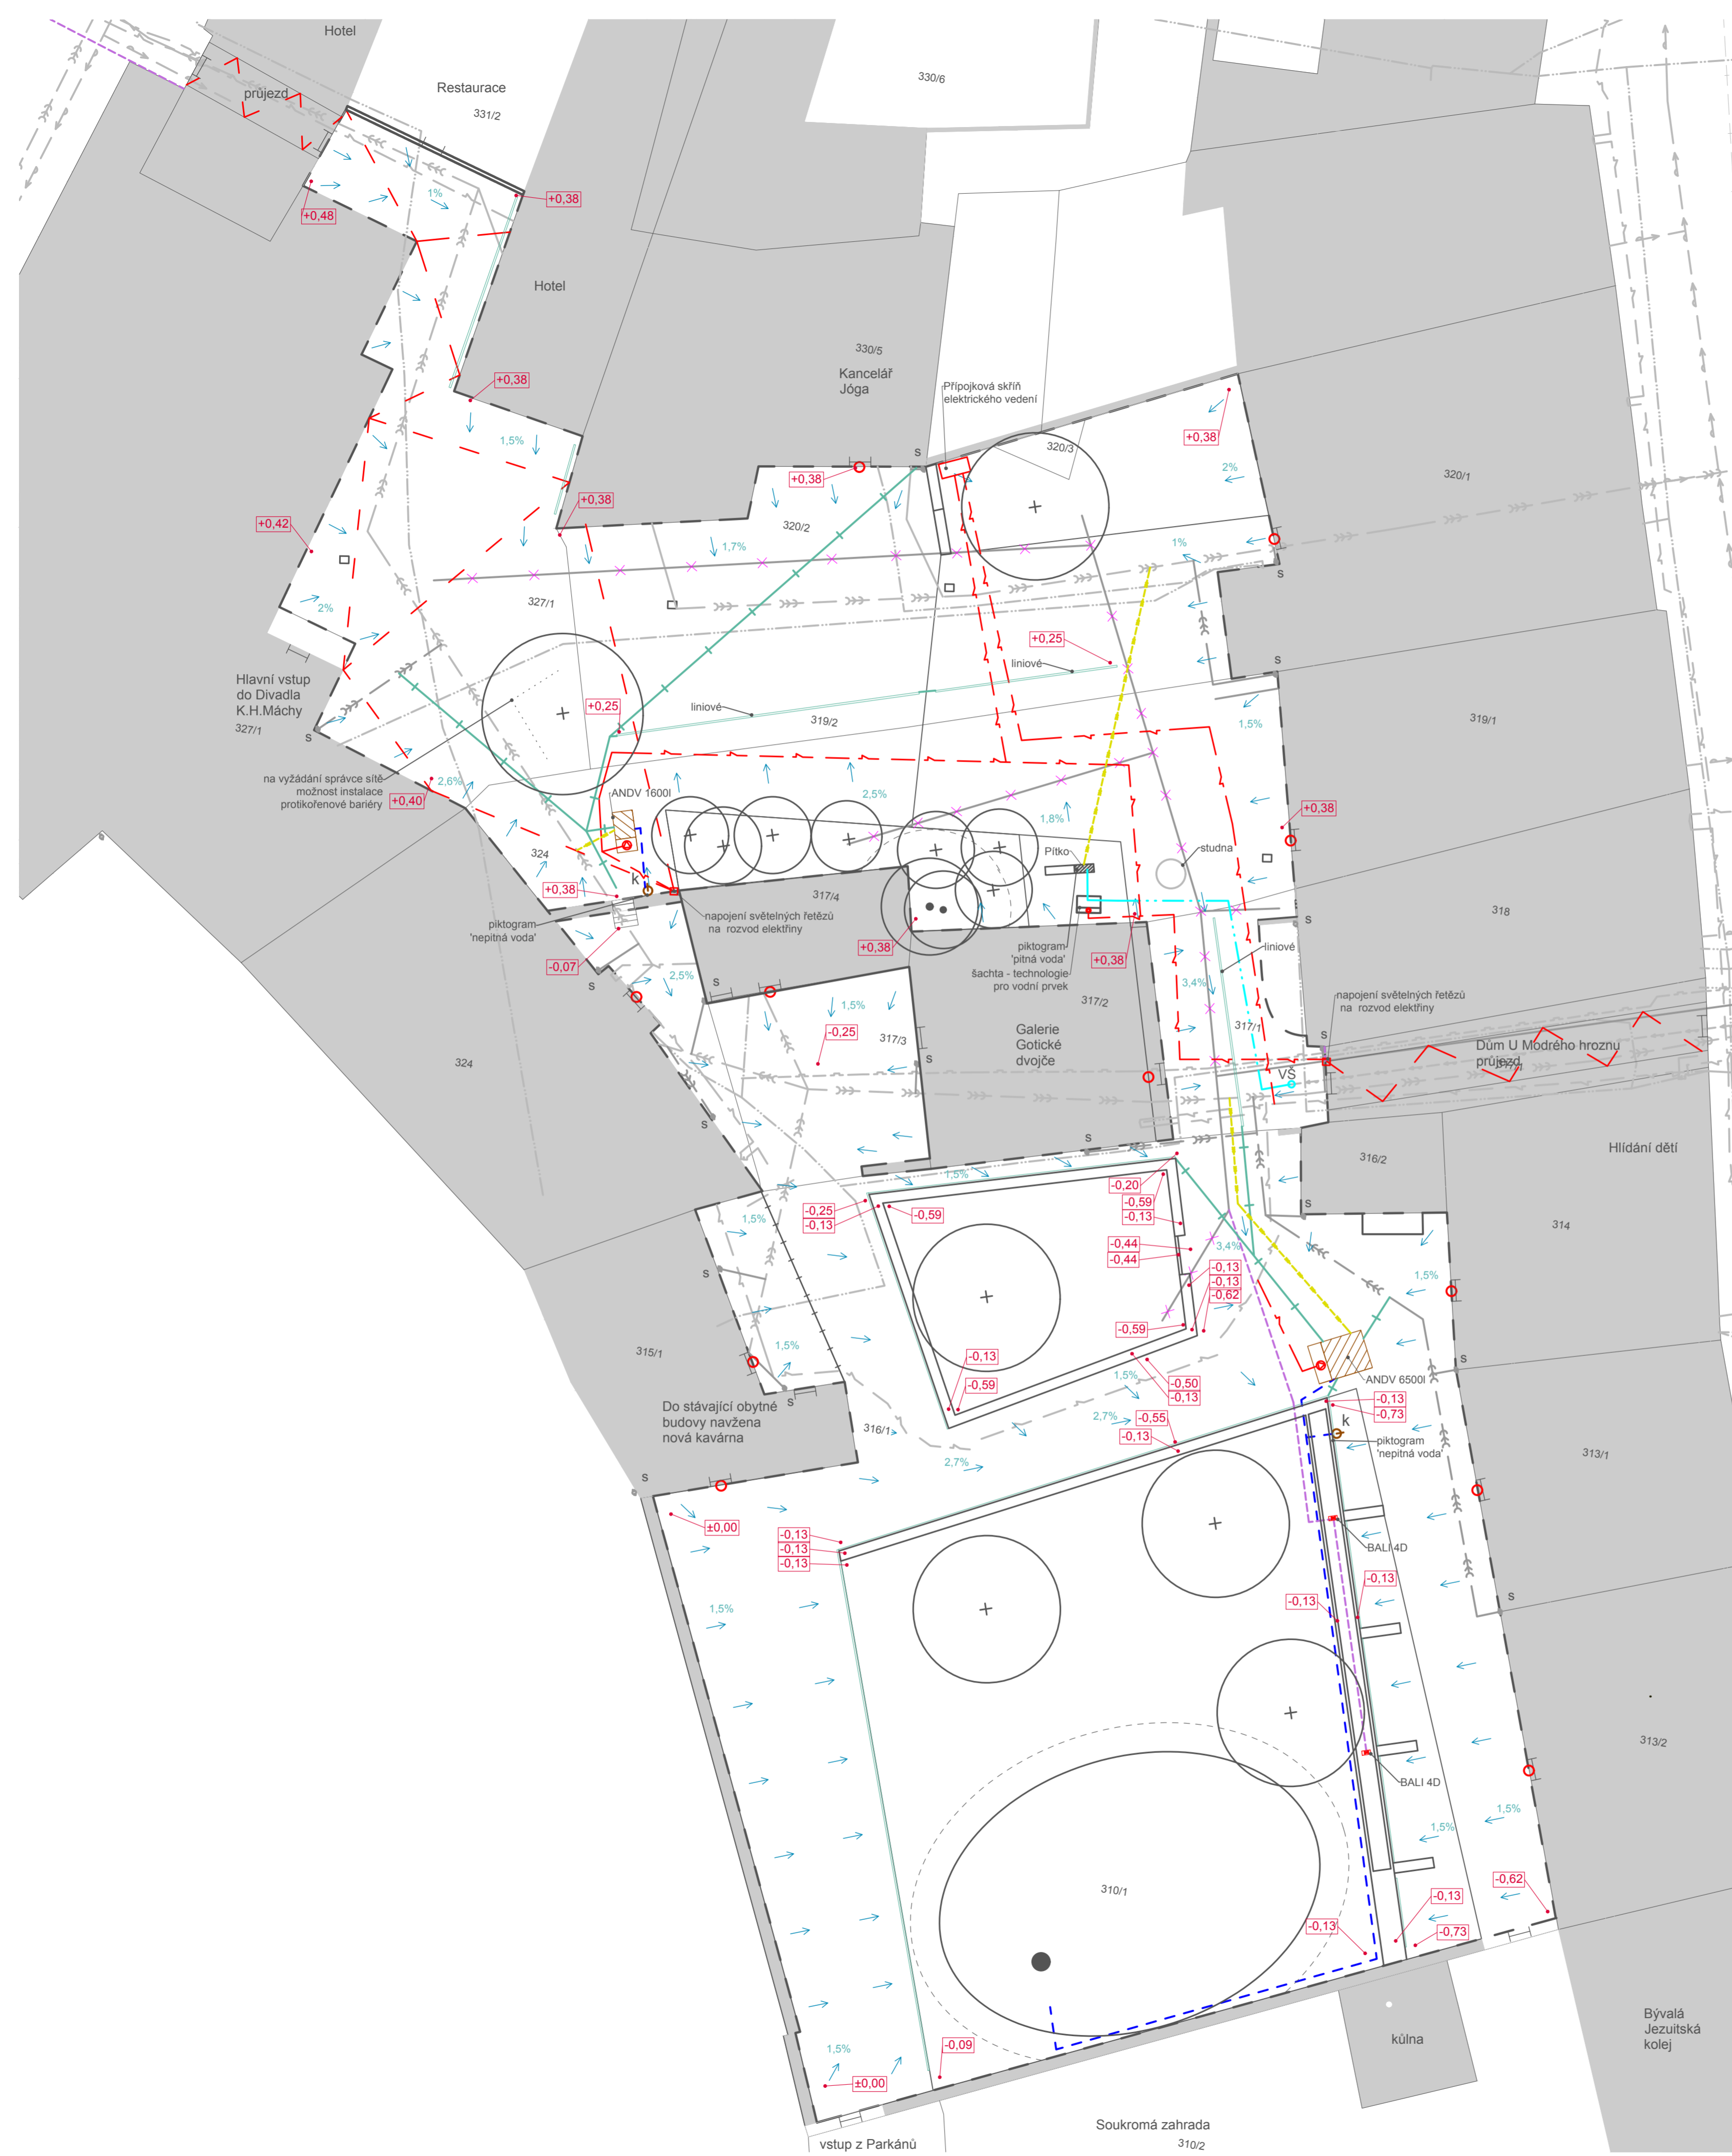 Hotel
Restaurace
331/2
330/6
průjezd
1%
+0,48
+0,38
Hotel
330/5
Kancelář
Jóga
+0,38
Přípojková skříň
elektrického vedení
320/3
+0,38
1,5%
s
2%
+0,38
320/1
+0,38
+0,42
320/2
1,7%
1%
s
327/1
2%
+0,25
liniové
s
Hlavní vstup
do Divadla
K.H.Máchy
327/1
s
+0,25
liniové
319/2
1,5%
319/1
na vyžádání správce sítě
možnost instalace
protikořenové bariéry
2,6%
+0,40
ANDV 1600l
2,5%
1,8%
+0,38
324
Pítko
studna
k
+0,38
317/4
318
piktogram
'nepitná voda'
napojení světelných řetězů
na rozvod elektřiny
+0,38
piktogram
'pitná voda'
+0,38
s
liniové
-0,07
šachta - technologie
pro vodní prvek
2,5%
s
s
3,4%
317/2
napojení světelných řetězů
na rozvod elektřiny
1,5%
317/3
-0,25
Galerie
Gotické
dvojče
317/1
s
Dům U Modrého hroznu
průjezd
317/1
324
s
VŠ
s
s
316/2
Hlídání dětí
1,5%
-0,20
-0,59
-0,13
-0,25
-0,13
-0,59
s
1,5%
314
-0,44
-0,44
3,4%
s
-0,13
-0,13
-0,62
1,5%
315/1
1,5%
-0,59
-0,13
-0,59
1,5%
-0,50
-0,13
s
ANDV 6500l
s
Do stávající obytné
budovy navžena
nová kavárna
316/1
2,7%
-0,55
-0,13
-0,13
-0,73
k
piktogram
'nepitná voda'
313/1
2,7%
s
±0,00
-0,13
-0,13
-0,13
BALI 4D
-0,13
-0,13
s
1,5%
313/2
BALI 4D
1,5%
1,5%
310/1
-0,62
-0,13
-0,13
-0,73
Bývalá
Jezuitská
kolej
kůlna
1,5%
-0,09
±0,00
Soukromá zahrada
310/2
vstup z Parkánů